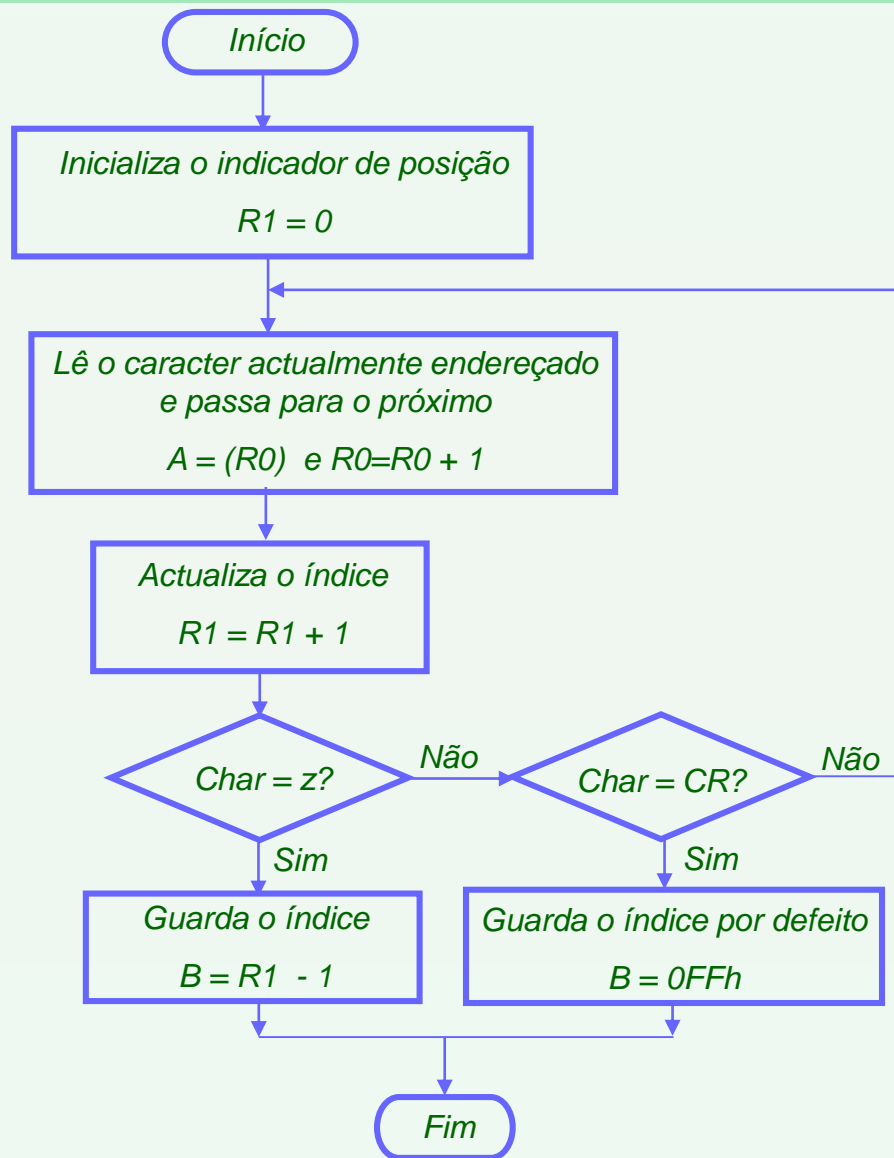 Início
Inicializa o indicador de posição
R1 = 0
Lê o caracter actualmente endereçado
e passa para o próximo
A = (R0) e R0=R0 + 1
Actualiza o índice
R1 = R1 + 1
Char = z?
Não
Char = CR?
Não
Sim
Sim
Guarda o índice
B = R1 - 1
Guarda o índice por defeito
B = 0FFh
Fim